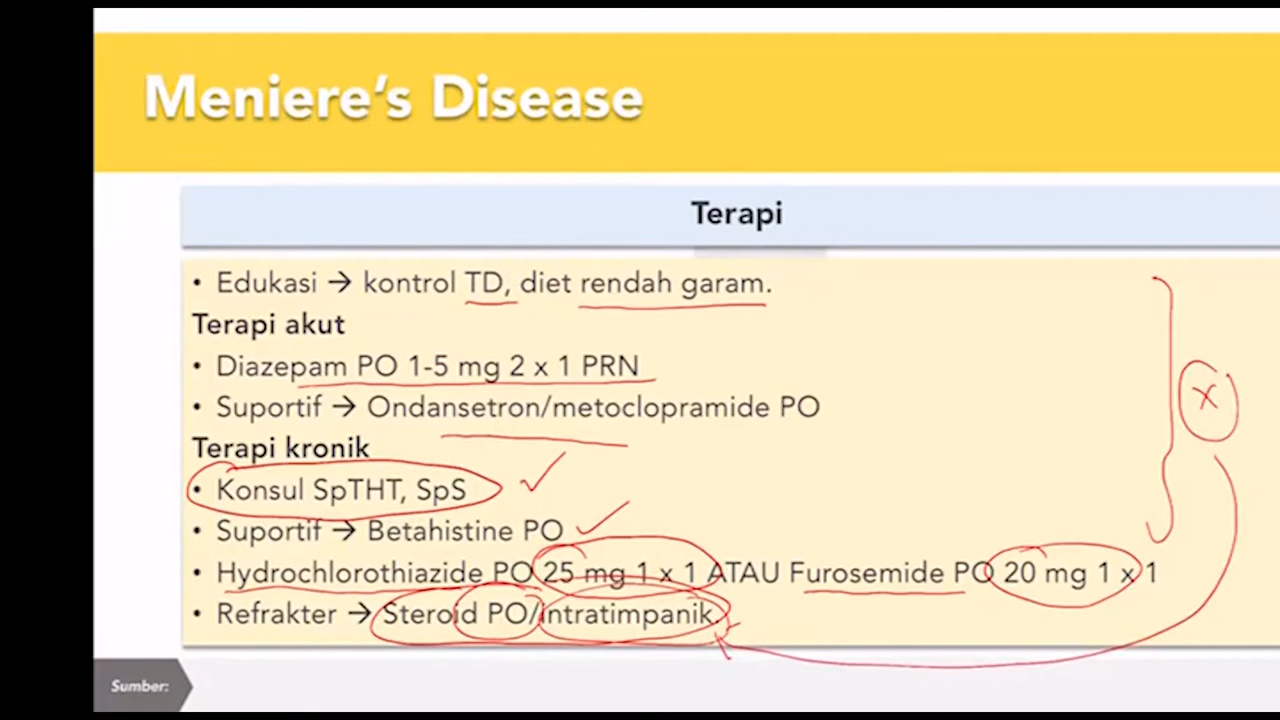 Meniere's Disease
Terapi
• Edukasi → kontrol TD, diet rendah garam.
Terapi akut
• Diazepam PO 1-5 mg 2 x 1 PRN
• Suportif → Ondansetron/metoclopramide PO
Terapi kronik
• Konsul SpTHT, SpS
• Suportif → Betahistine PO
• Hydrochlorothiazide PO 25 mg 1 x 1 ATAU Furosemide PO 20 mg 1 x 1
• Refrakter → Steroid PO/intratimpanik.
X
Sumber: